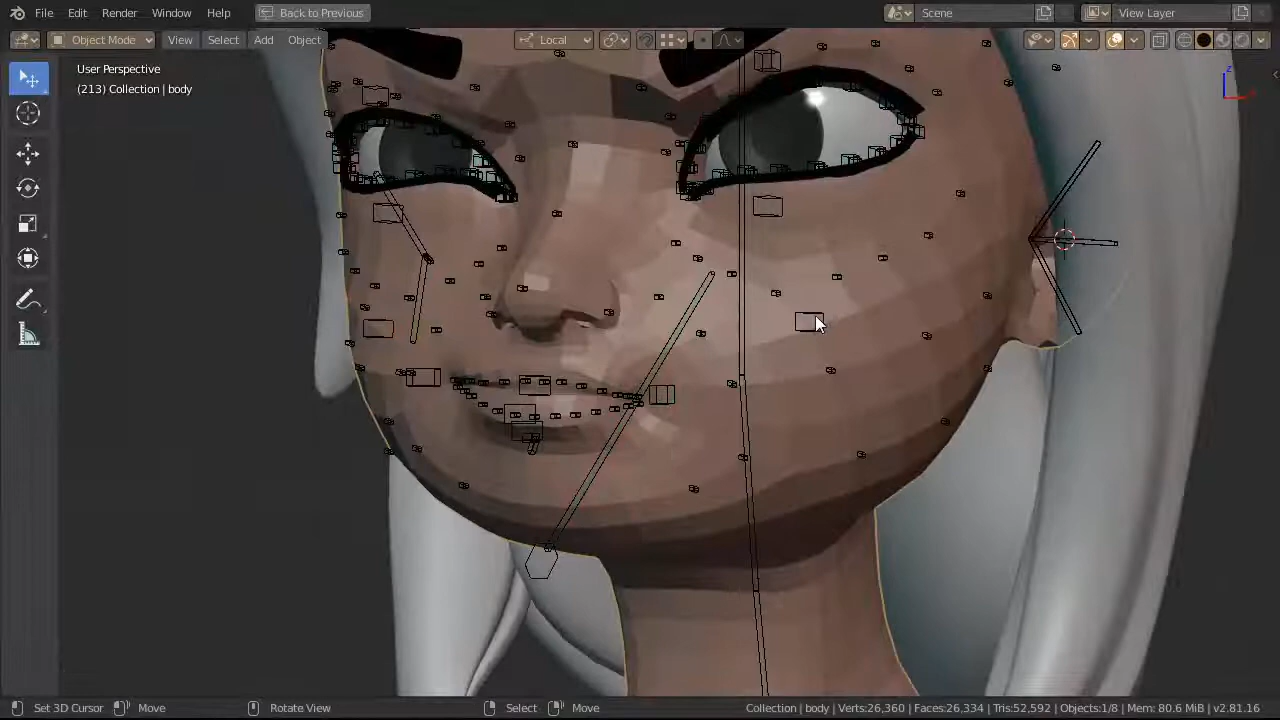 File Edit Render Window Help Back to Previous Scene View Layer
Object Mode View Select Add Object Local
User Perspective
(213) Collection | body
Z
Set 3D Cursor Move Rotate View Select Move Collection | body | Verts:26,360 | Faces:26,334 | Tris:52,592 | Objects:1/8 | Mem: 80.6 MiB | v2.81.16